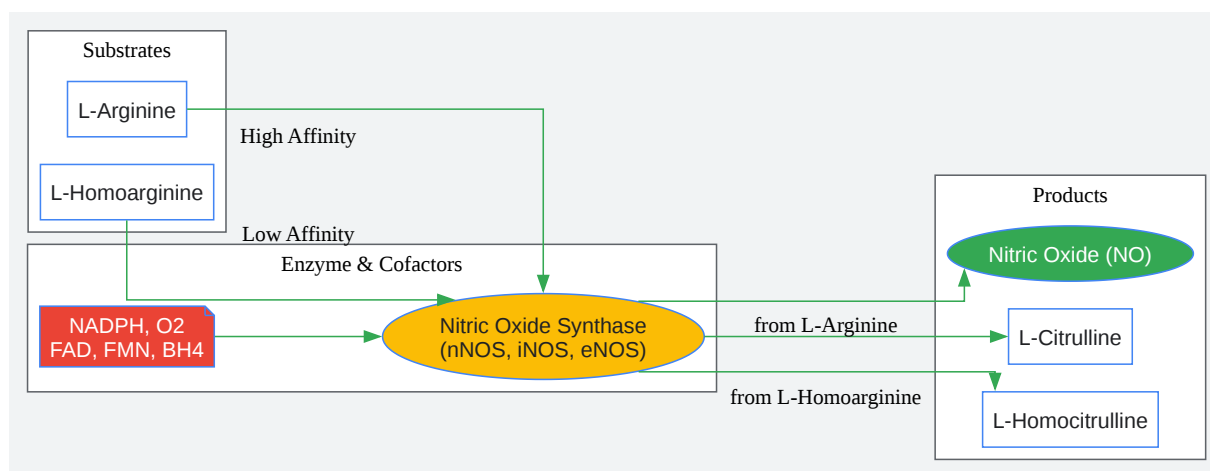 Substrates
L-Arginine
High Affinity
L-Homoarginine
Low Affinity
Enzyme & Cofactors
NADPH, O2
FAD, FMN, BH4
Nitric Oxide Synthase
(nNOS, iNOS, eNOS)
from L-Arginine
from L-Homoarginine
Products
Nitric Oxide (NO)
L-Citrulline
L-Homocitrulline